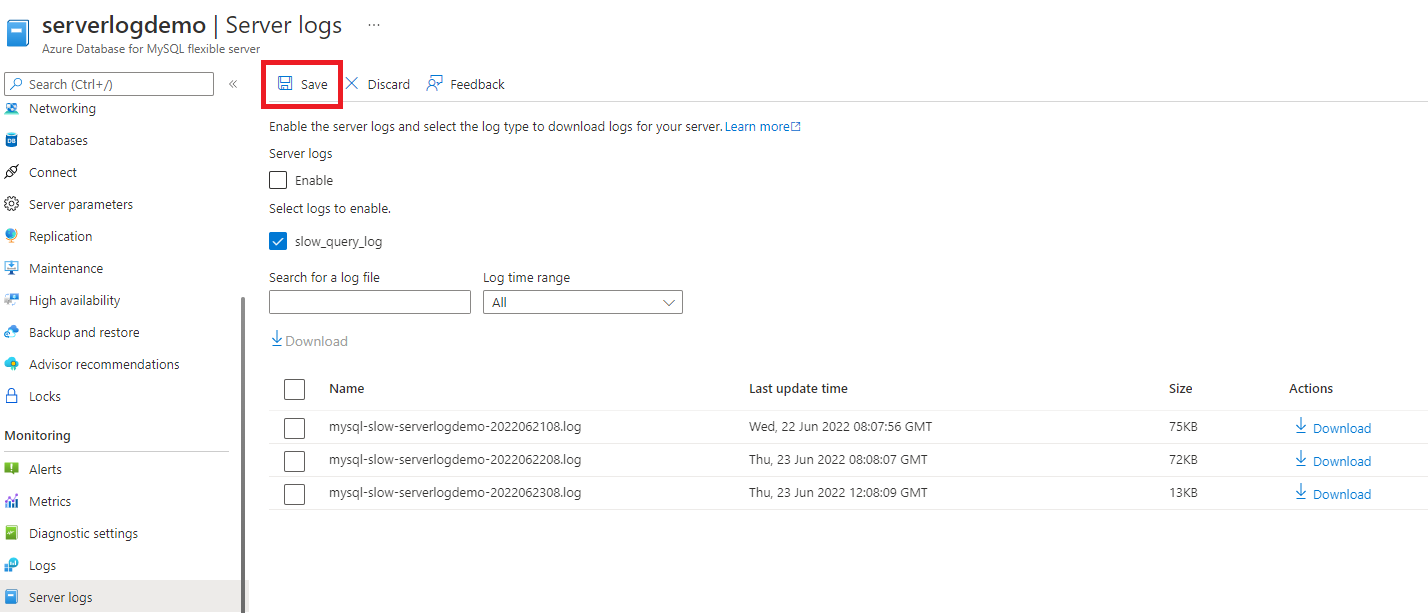 serverlogdemo | Server logs ...
Azure Database for MySQL flexible server
Search (Ctrl+/) «
Networking
Databases
Connect
Server parameters
Replication
Maintenance
High availability
Backup and restore
Advisor recommendations
Locks
Monitoring
Alerts
Metrics
Diagnostic settings
Logs
Server logs
Save Discard Feedback
Enable the server logs and select the log type to download logs for your server. Learn more
Server logs
Enable
Select logs to enable.
slow_query_log
Search for a log file Log time range
All
Download
Name Last update time Size Actions
mysql-slow-serverlogdemo-2022062108.log Wed, 22 Jun 2022 08:07:56 GMT 75KB Download
mysql-slow-serverlogdemo-2022062208.log Thu, 23 Jun 2022 08:08:07 GMT 72KB Download
mysql-slow-serverlogdemo-2022062308.log Thu, 23 Jun 2022 12:08:09 GMT 13KB Download